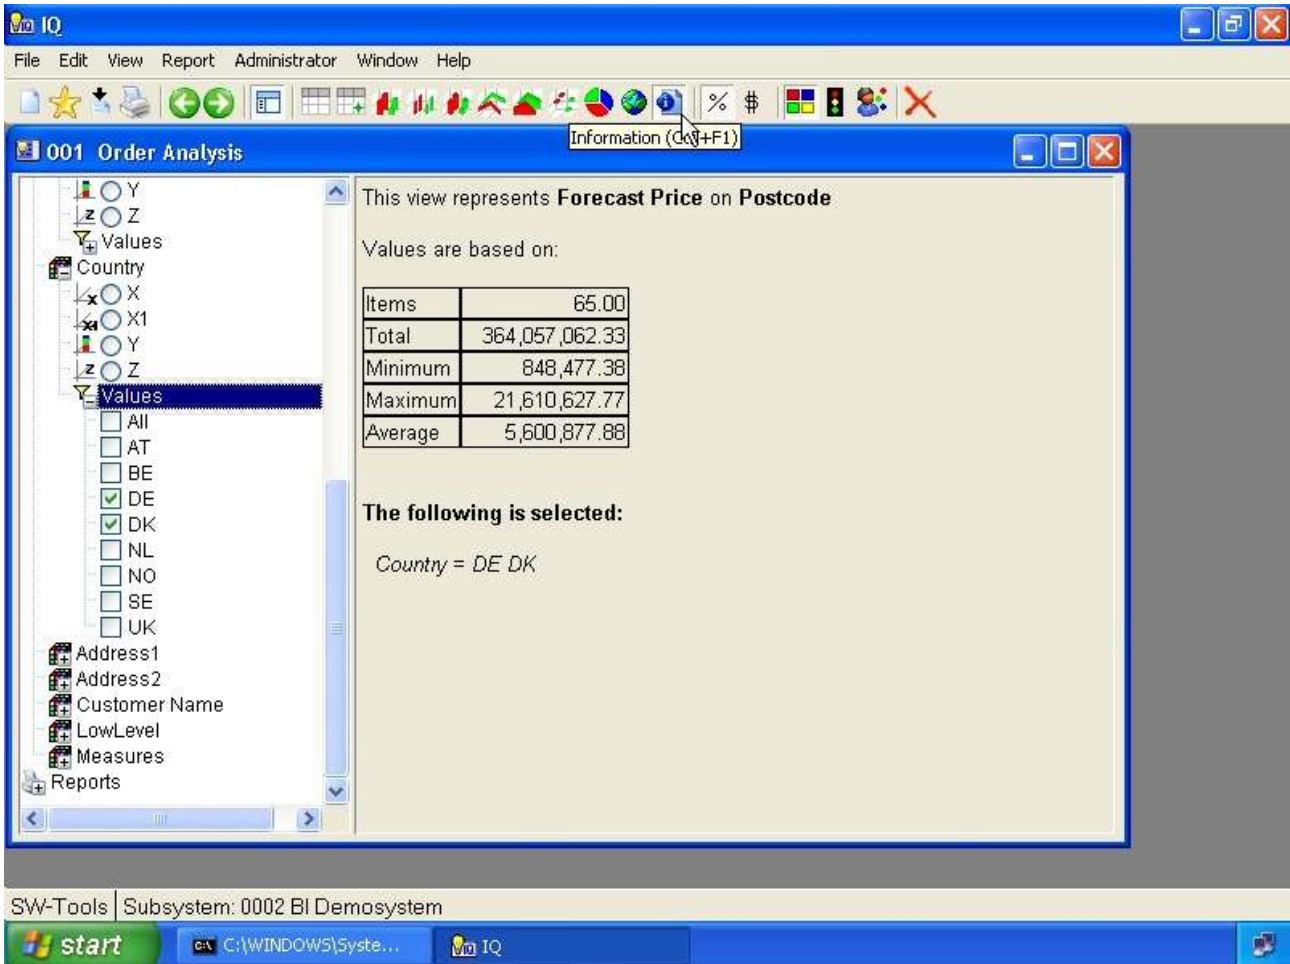 IQ
File Edit View Report Administrator Window Help
% $
Information (Ctrl+F1)
001 Order Analysis
Y
Z
Values
Country
X
X1
Y
Z
Values
All
AT
BE
DE
DK
NL
NO
SE
UK
Address1
Address2
Customer Name
LowLevel
Measures
Reports
This view represents Forecast Price on Postcode
Values are based on:
Items 65.00
Total 364,057,062.33
Minimum 848,477.38
Maximum 21,610,627.77
Average 5,600,877.88
The following is selected:
Country = DE DK
SW-Tools Subsystem: 0002 BI Demosystem
start C:\WINDOWS\Syste... IQ